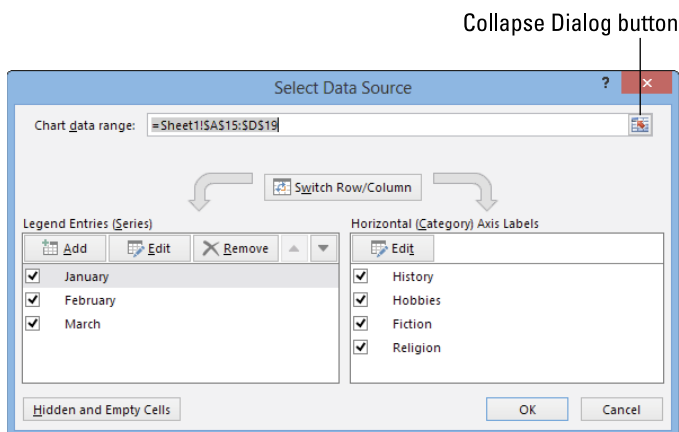 Collapse Dialog button
Select Data Source
? ×
Chart data range: =Sheet1!$A$15:$D$19
Switch Row/Column
Legend Entries (Series)
Horizontal (Category) Axis Labels
Add Edit Remove
Edit
January
History
February
Hobbies
March
Fiction
Religion
Hidden and Empty Cells
OK Cancel